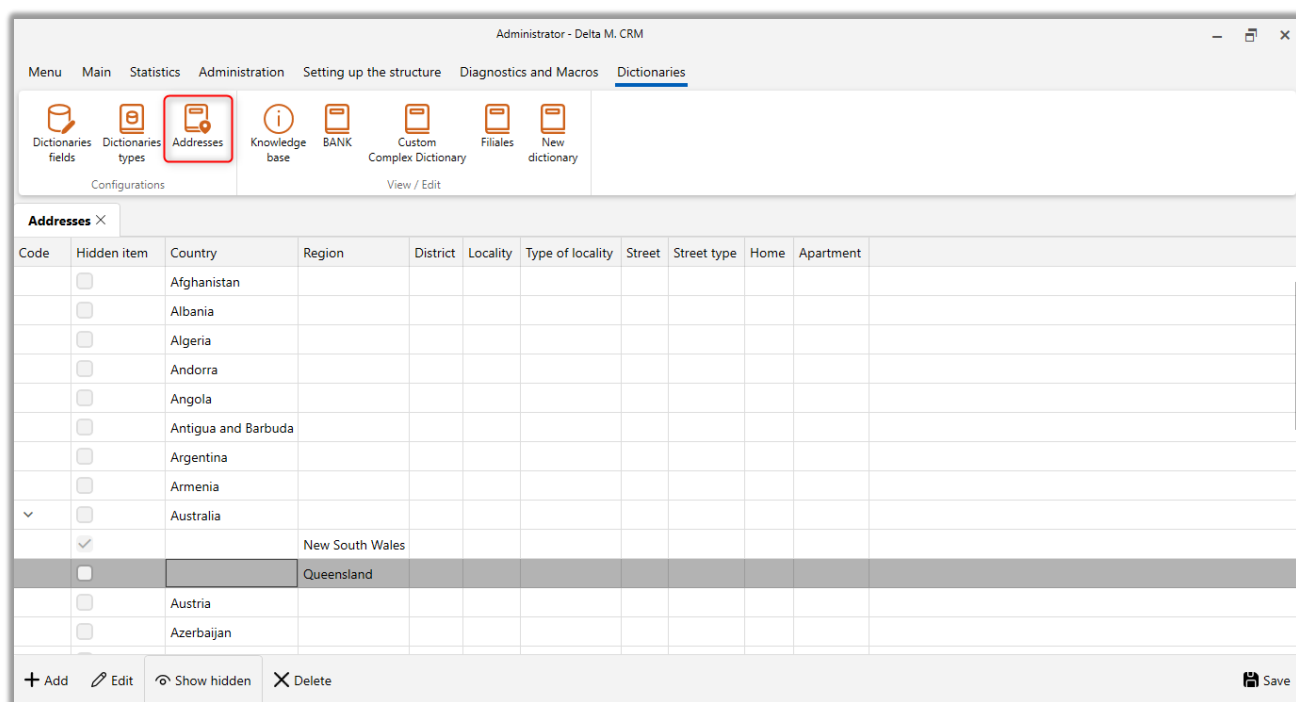 Administrator - Delta M. CRM
Menu Main Statistics Administration Setting up the structure Diagnostics and Macros Dictionaries
Dictionaries fields Dictionaries types Addresses Knowledge base BANK Custom Complex Dictionary Filiales New dictionary
Configurations View / Edit
Addresses
Code Hidden item Country Region District Locality Type of locality Street Street type Home Apartment
Afghanistan
Albania
Algeria
Andorra
Angola
Antigua and Barbuda
Argentina
Armenia
Australia
New South Wales
Queensland
Austria
Azerbaijan
Add Edit Show hidden Delete Save